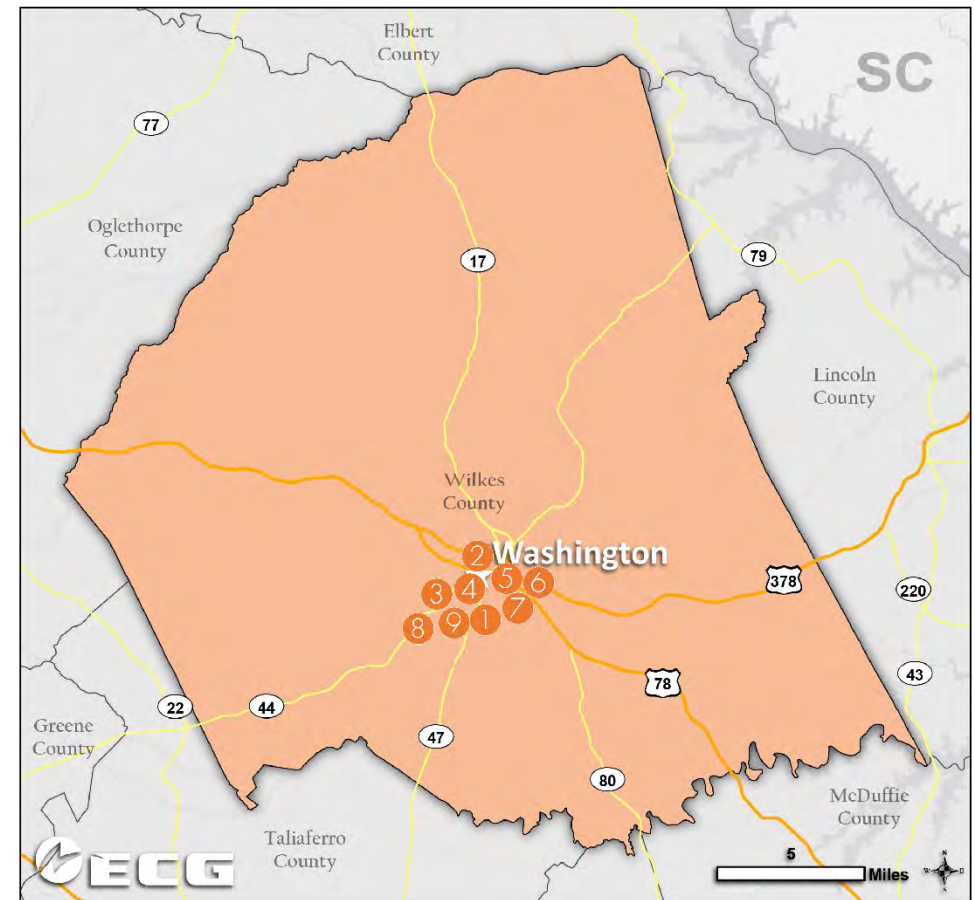 Elbert
County
SC
77
Oglethorpe
County
17
79
Lincoln
County
Wilkes
County
2
Washington
5
6
378
3
4
220
7
8
9
1
43
78
22
44
Greene
County
47
80
McDuffie
County
Taliaferro
County
5
Miles
N
ECG